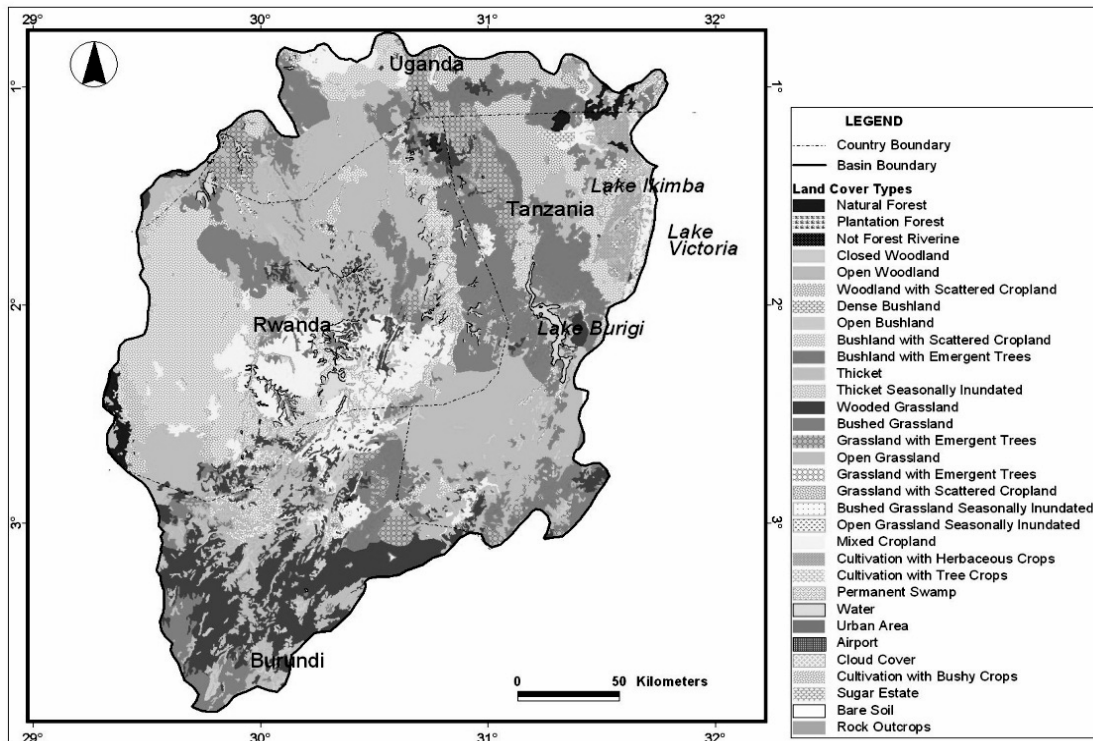 29°
30°
31°
32°
1°
1°
2°
2°
3°
3°
Uganda
Lake Ikimba
Tanzania
Lake
Victoria
Rwanda
Lake Burigi
Burundi
0 50 Kilometers
29°
30°
31°
32°
LEGEND
Country Boundary
Basin Boundary
Land Cover Types
Natural Forest
Plantation Forest
Not Forest Riverine
Closed Woodland
Open Woodland
Woodland with Scattered Cropland
Dense Bushland
Open Bushland
Bushland with Scattered Cropland
Bushland with Emergent Trees
Thicket
Thicket Seasonally Inundated
Wooded Grassland
Bushed Grassland
Grassland with Emergent Trees
Open Grassland
Grassland with Emergent Trees
Grassland with Scattered Cropland
Bushed Grassland Seasonally Inundated
Open Grassland Seasonally Inundated
Mixed Cropland
Cultivation with Herbaceous Crops
Cultivation with Tree Crops
Permanent Swamp
Water
Urban Area
Airport
Cloud Cover
Cultivation with Bushy Crops
Sugar Estate
Bare Soil
Rock Outcrops